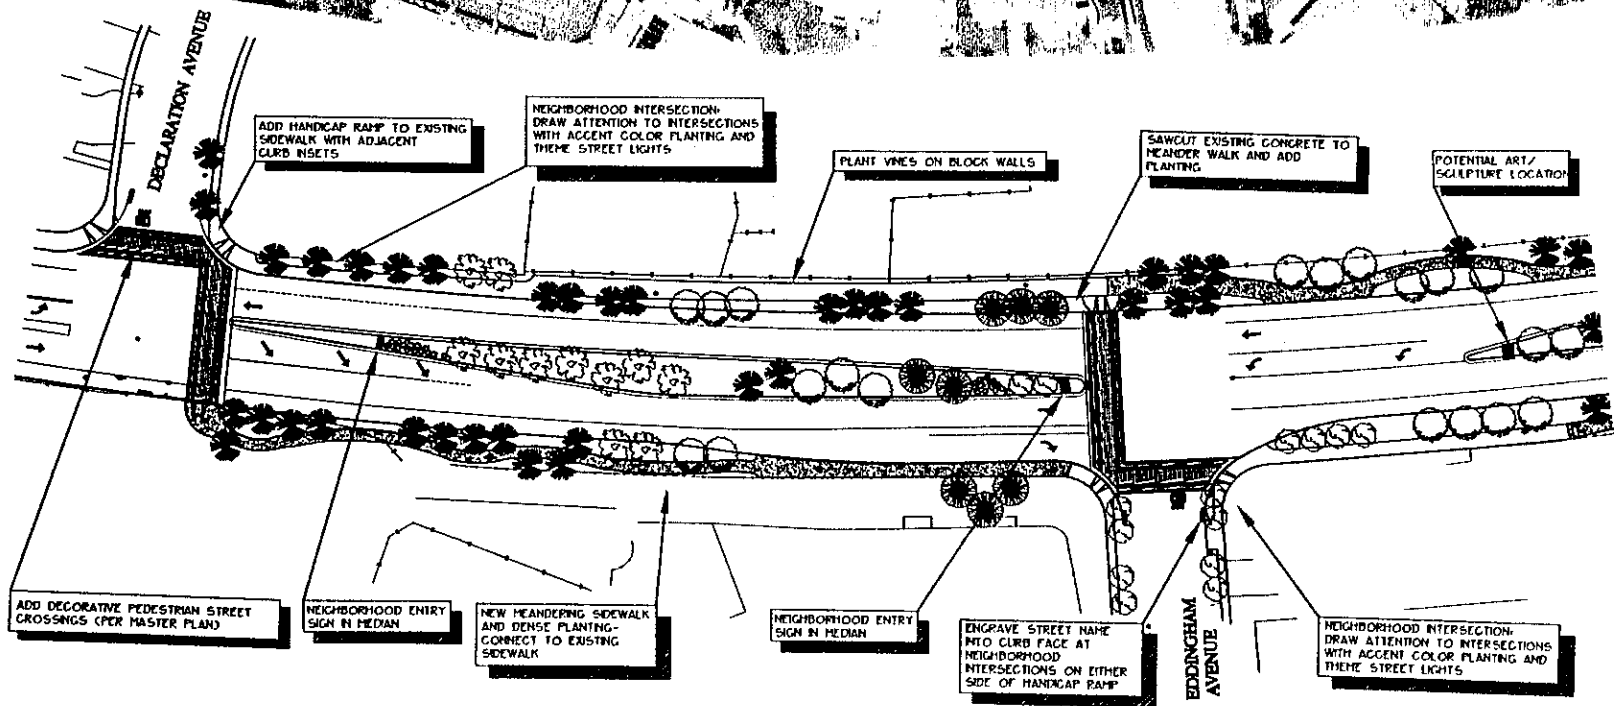 DECLARATION AVENUE
ADD HANDICAP RAMP TO EXISTING
SIDEWALK WITH ADJACENT
CURB INSETS
NEIGHBORHOOD INTERSECTION:
DRAW ATTENTION TO INTERSECTIONS
WITH ACCENT COLOR PLANTING AND
THEME STREET LIGHTS
PLANT VINES ON BLOCK WALLS
SAWCUT EXISTING CONCRETE TO
MEANDER WALK AND ADD
PLANTING
POTENTIAL ART/
SCULPTURE LOCATION
ADD DECORATIVE PEDESTRIAN STREET
CROSSINGS (PER MASTER PLAN)
NEIGHBORHOOD ENTRY
SIGN IN MEDIAN
NEW MEANDERING SIDEWALK
AND DENSE PLANTING-
CONNECT TO EXISTING
SIDEWALK
NEIGHBORHOOD ENTRY
SIGN IN MEDIAN
ENGRAVE STREET NAME
INTO CURB FACE AT
NEIGHBORHOOD
INTERSECTIONS ON EITHER
SIDE OF HANDICAP RAMP
EDDINGHAM
AVENUE
NEIGHBORHOOD INTERSECTION:
DRAW ATTENTION TO INTERSECTIONS
WITH ACCENT COLOR PLANTING AND
THEME STREET LIGHTS